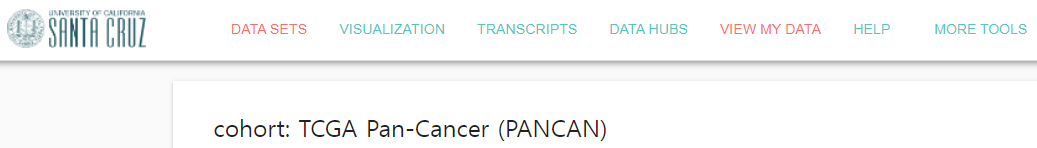 UNIVERSITY OF CALIFORNIA
SANTA CRUZ
DATA SETS VISUALIZATION TRANSCRIPTS DATA HUBS VIEW MY DATA HELP MORE TOOLS
cohort: TCGA Pan-Cancer (PANCAN)